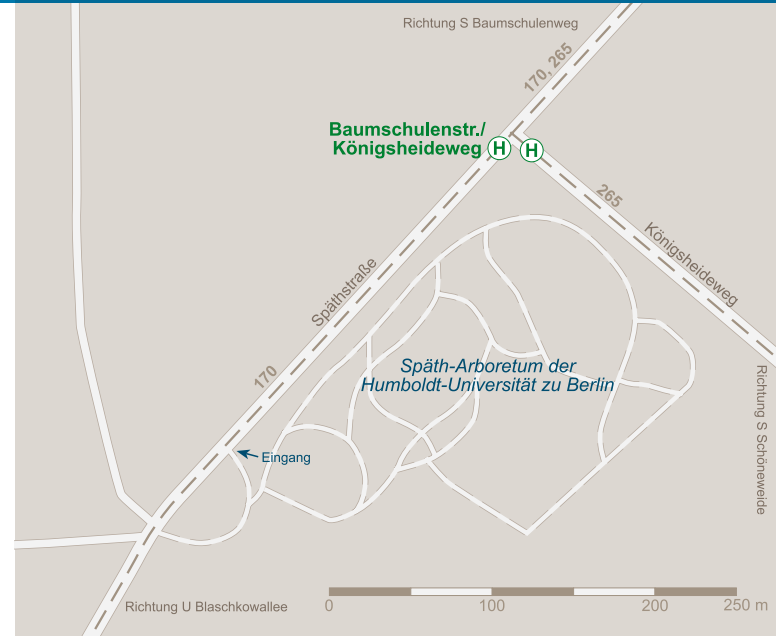 Richtung S Baumschulenweg
170, 265
Baumschulenstr./
Königsheideweg H H
265
Königsheideweg
Späthstraße
170
Späth-Arboretum der
Humboldt-Universität zu Berlin
Richtung S Schöneweide
Eingang
Richtung U Blaschkowallee
0 100 200 250 m